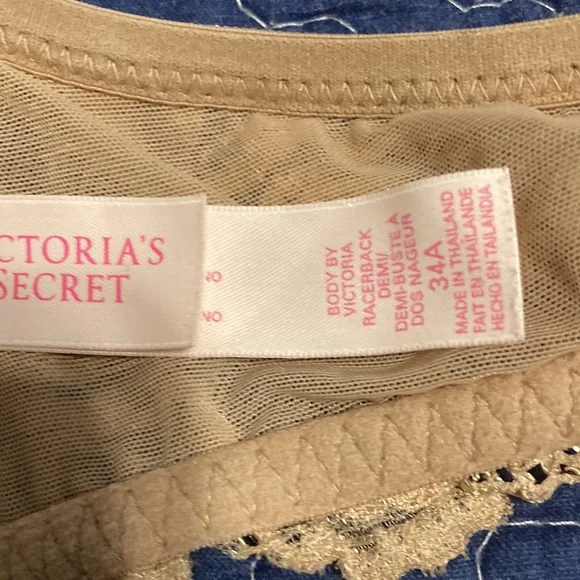 CTORIA'S
SECRET
NO
NO
BODY BY
VICTORIA
RACERBACK
DEMI/
DEMI-BUSTE A
DOS NAGEUR
34A
MADE IN THAILAND
FAIT EN THAILANDE
HECHO EN TAILANDIA